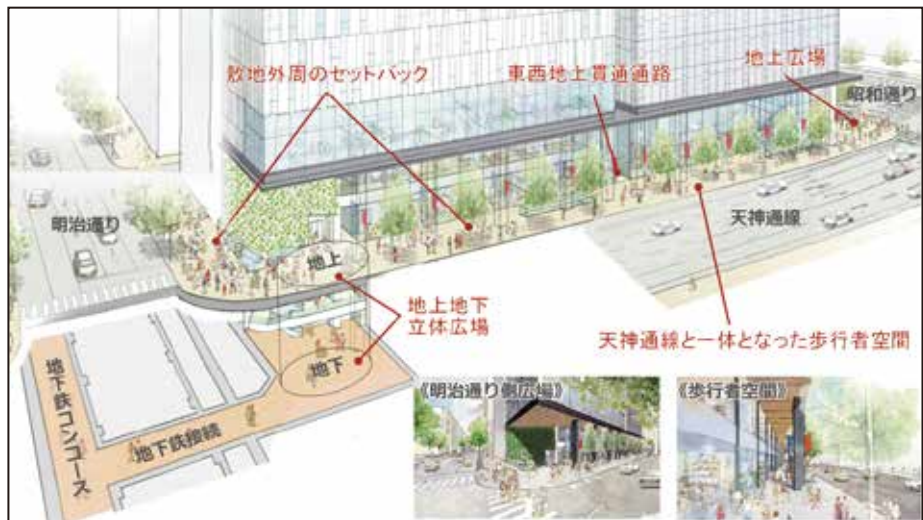 敷地外周のセットバック
東西地上貫通通路
地上広場
昭和通り
明治通り
天神通線
地上
地上地下
立体広場
天神通線と一体となった歩行者空間
地下
地下鉄コンコース
地下鉄接続
《明治通り側広場》
《歩行者空間》